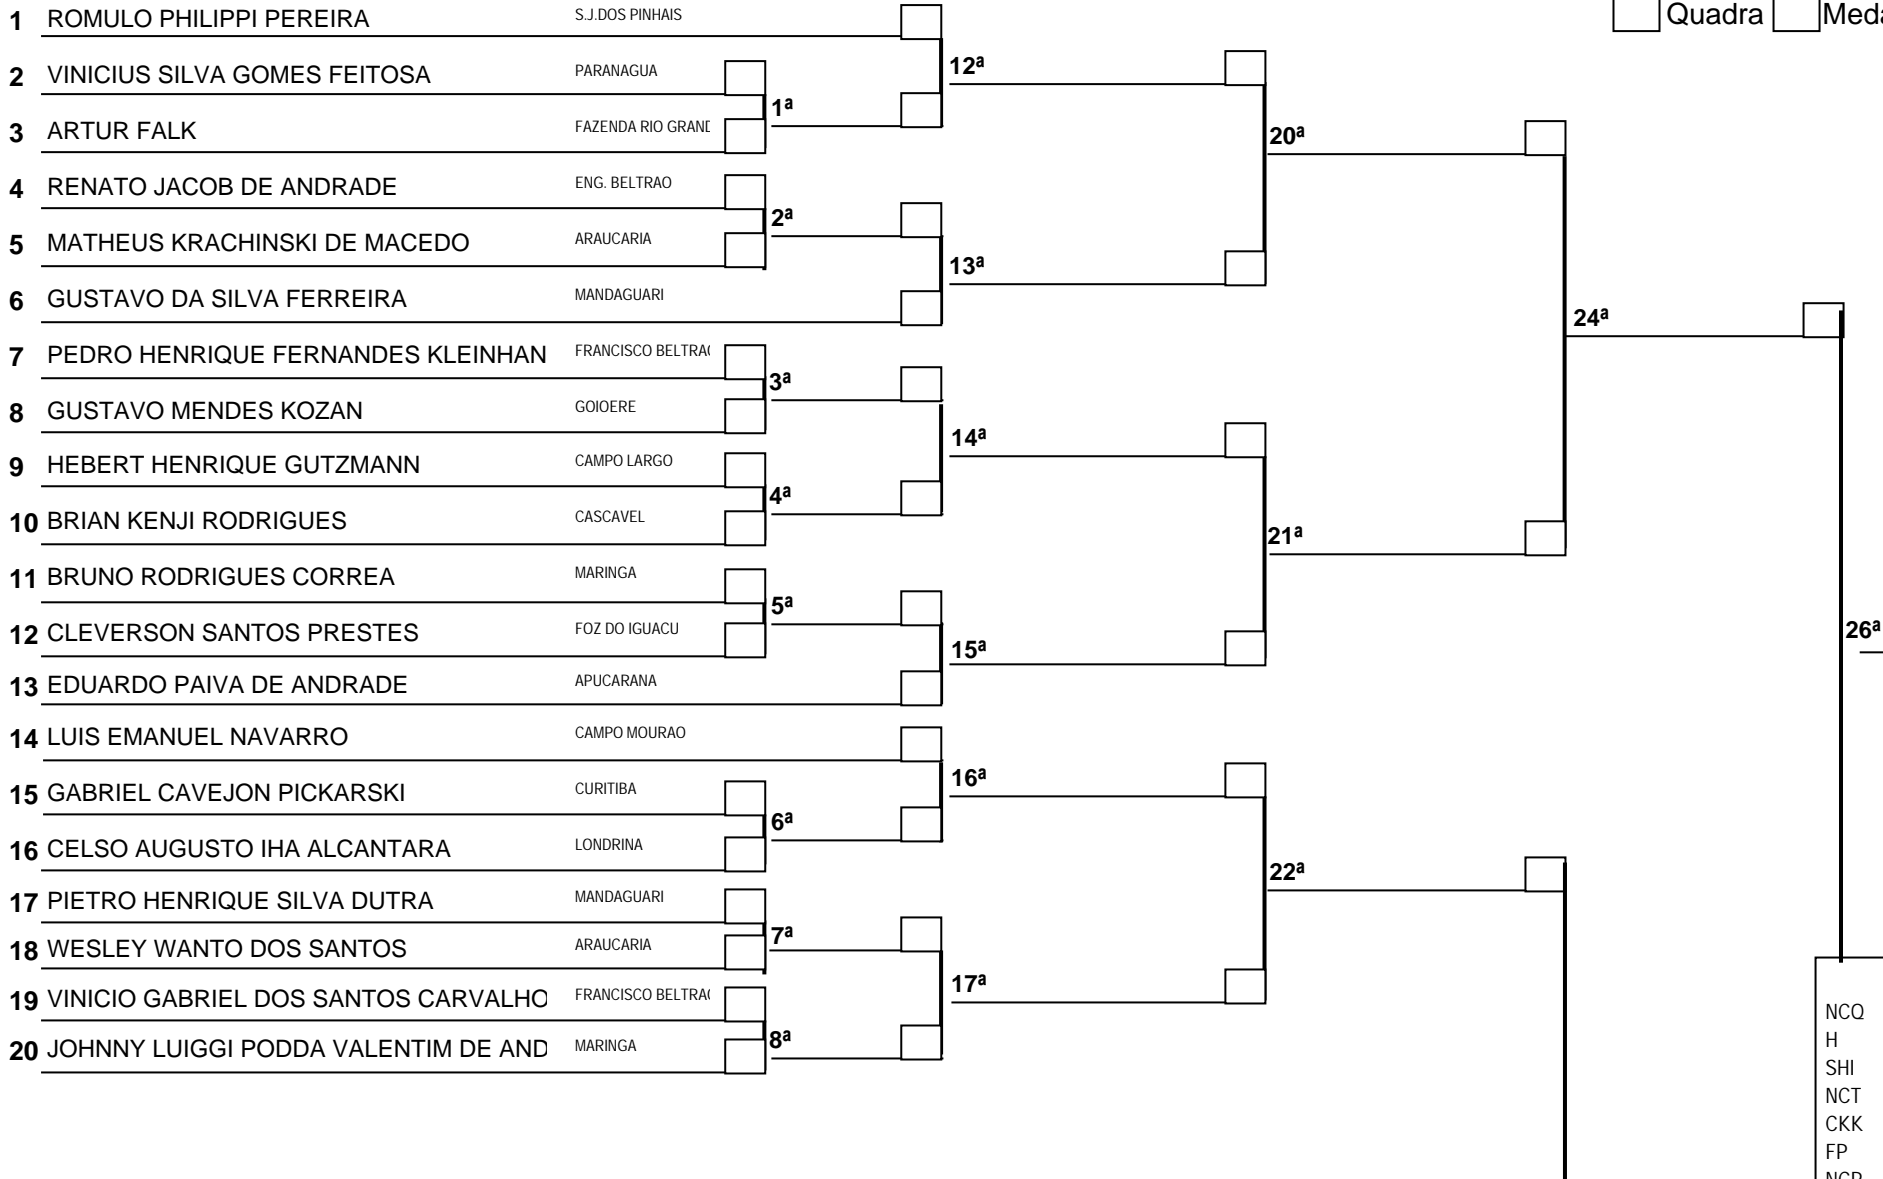 Quadra
1 ROMULO PHILIPPI PEREIRA S.J.DOS PINHAIS
12ª
2 VINICIUS SILVA GOMES FEITOSA PARANAGUA
1ª
3 ARTUR FALK FAZENDA RIO GRAND
20ª
4 RENATO JACOB DE ANDRADE ENG. BELTRAO
2ª
5 MATHEUS KRACHINSKI DE MACEDO ARAUCARIA
13ª
6 GUSTAVO DA SILVA FERREIRA MANDAGUARI
24ª
7 PEDRO HENRIQUE FERNANDES KLEINHAN FRANCISCO BELTRA
3ª
8 GUSTAVO MENDES KOZAN GOIOERE
14ª
9 HEBERT HENRIQUE GUTZMANN CAMPO LARGO
4ª
10 BRIAN KENJI RODRIGUES CASCAVEL
21ª
11 BRUNO RODRIGUES CORREA MARINGA
5ª
12 CLEVERSON SANTOS PRESTES FOZ DO IGUACU
26ª
15ª
13 EDUARDO PAIVA DE ANDRADE APUCARANA
14 LUIS EMANUEL NAVARRO CAMPO MOURAO
16ª
15 GABRIEL CAVEJON PICKARSKI CURITIBA
6ª
16 CELSO AUGUSTO IHA ALCANTARA LONDRINA
22ª
17 PIETRO HENRIQUE SILVA DUTRA MANDAGUARI
7ª
18 WESLEY WANTO DOS SANTOS ARAUCARIA
17ª
19 VINICIO GABRIEL DOS SANTOS CARVALHO FRANCISCO BELTRA
8ª
20 JOHNNY LUIGGI PODDA VALENTIM DE AND MARINGA
NCQ
H
SHI
NCT
CKK
FP